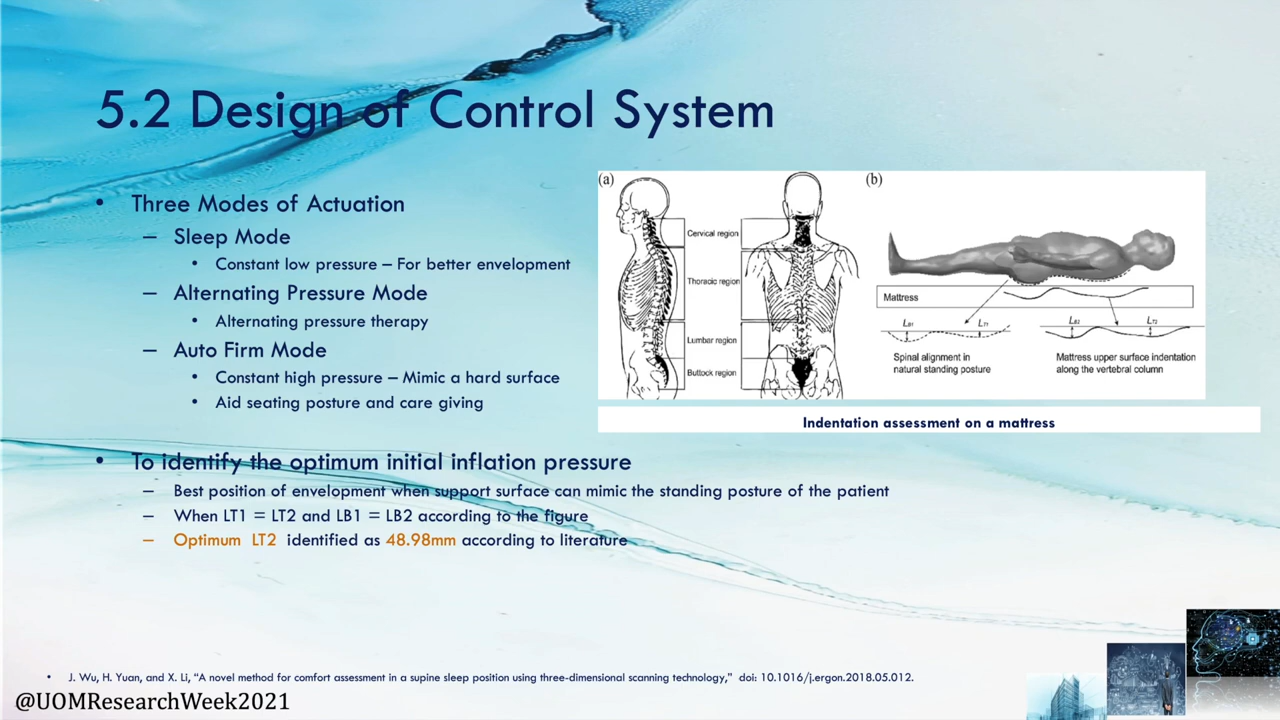 5.2 Design of Control System
• Three Modes of Actuation
– Sleep Mode
• Constant low pressure – For better envelopment
– Alternating Pressure Mode
• Alternating pressure therapy
– Auto Firm Mode
• Constant high pressure – Mimic a hard surface
• Aid seating posture and care giving
(a)
Cervical region
Thoracic region
Lumbar region
Buttock region
(b)
Mattress
LB1 LT1
Spinal alignment in
natural standing posture
LB2 LT2
Mattress upper surface indentation
along the vertebral column
Indentation assessment on a mattress
• To identify the optimum initial inflation pressure
– Best position of envelopment when support surface can mimic the standing posture of the patient
– When LT1 = LT2 and LB1 = LB2 according to the figure
– Optimum LT2 identified as 48.98mm according to literature
• J. Wu, H. Yuan, and X. Li, “A novel method for comfort assessment in a supine sleep position using three-dimensional scanning technology,” doi: 10.1016/j.ergon.2018.05.012.
@UOMResearchWeek2021